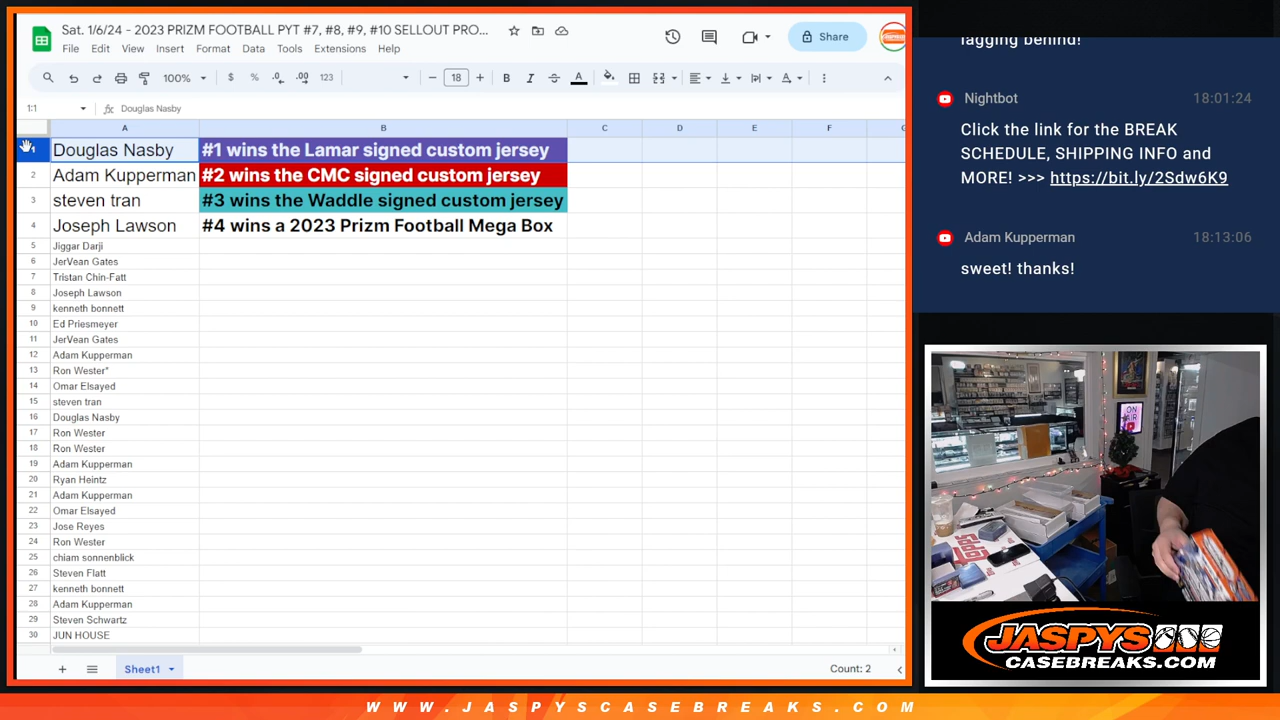 Sat. 1/6/24 - 2023 PRIZM FOOTBALL PYT #7, #8, #9, #10 SELLOUT PRO...
File Edit View Insert Format Data Tools Extensions Help
Share
100% $ % .0 .00 123 18 B I A
1:1 fx Douglas Nasby
A B C D E F G
1 Douglas Nasby #1 wins the Lamar signed custom jersey
2 Adam Kupperman #2 wins the CMC signed custom jersey
3 steven tran #3 wins the Waddle signed custom jersey
4 Joseph Lawson #4 wins a 2023 Prizm Football Mega Box
5 Jiggar Darji
6 JerVean Gates
7 Tristan Chin-Fatt
8 Joseph Lawson
9 kenneth bonnett
10 Ed Priesmeyer
11 JerVean Gates
12 Adam Kupperman
13 Ron Wester*
14 Omar Elsayed
15 steven tran
16 Douglas Nasby
17 Ron Wester
18 Ron Wester
19 Adam Kupperman
20 Ryan Heintz
21 Adam Kupperman
22 Omar Elsayed
23 Jose Reyes
24 Ron Wester
25 chiam sonnenblick
26 Steven Flatt
27 kenneth bonnett
28 Adam Kupperman
29 Steven Schwartz
30 JUN HOUSE
Sheet1
Count: 2
lagging behind!
Nightbot 18:01:24
Click the link for the BREAK
SCHEDULE, SHIPPING INFO and
MORE! >>> https://bit.ly/2Sdw6K9
Adam Kupperman 18:13:06
sweet! thanks!
ON
AIR
JASPYS
CASEBREAKS.COM
WWW.JASPYSCASEBREAKS.COM